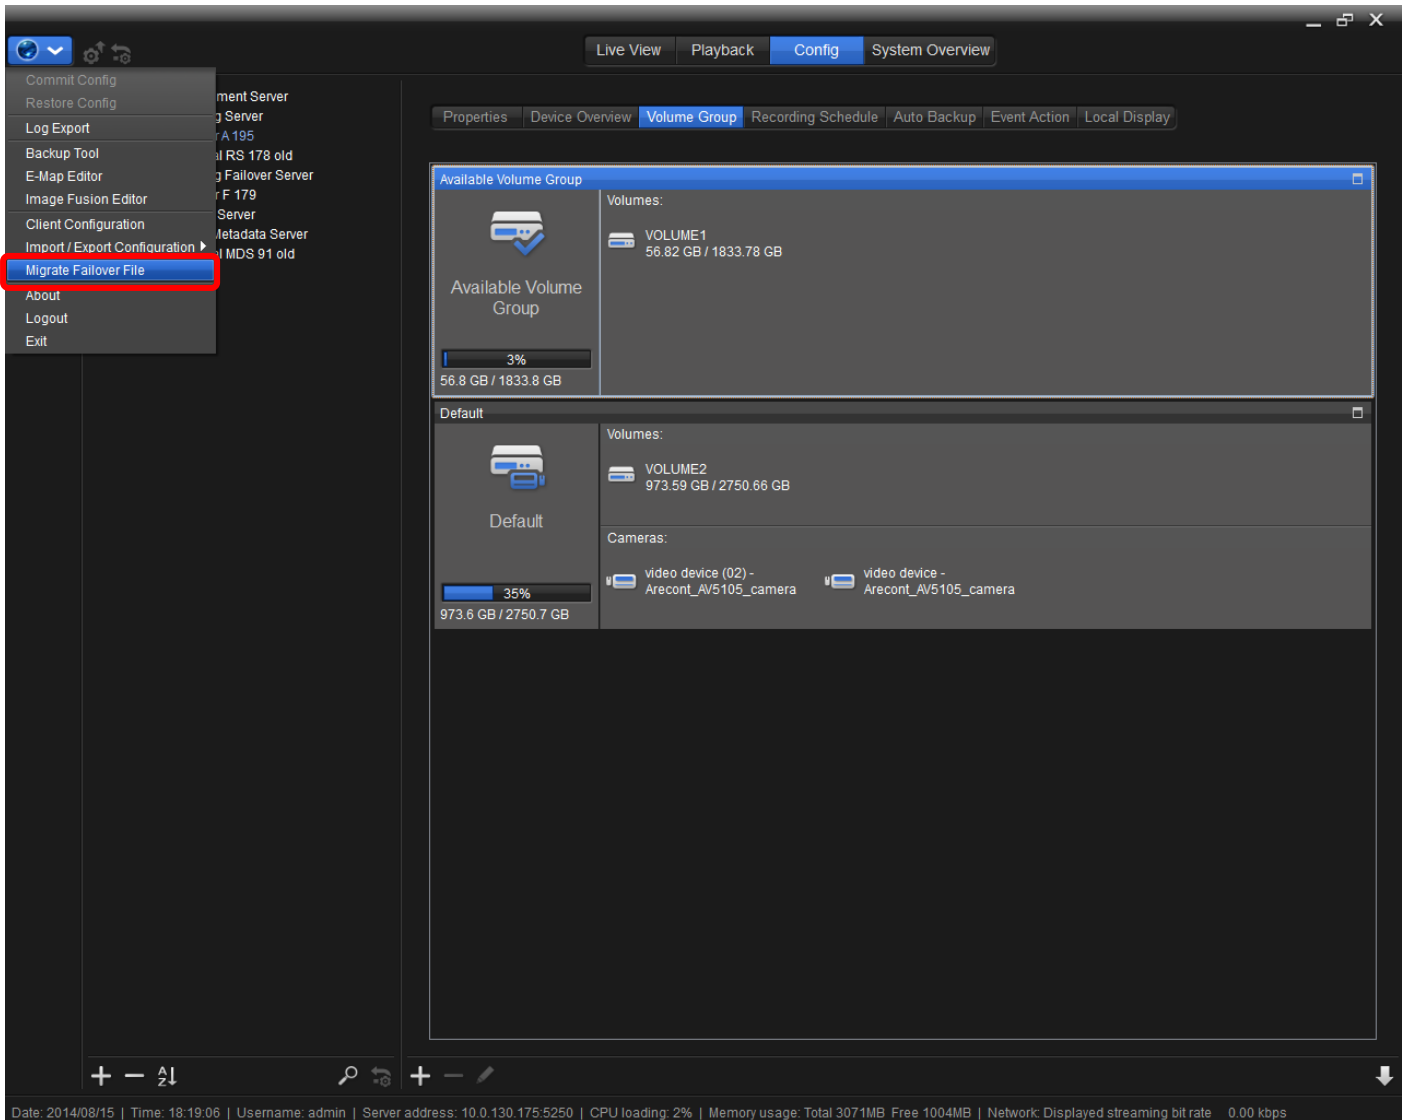 Live View Playback Config System Overview
Commit Config
Restore Config
Log Export
Backup Tool
E-Map Editor
Image Fusion Editor
Client Configuration
Import / Export Configuration
Migrate Failover File
About
Logout
Exit
ment Server
g Server
r A 195
al RS 178 old
g Failover Server
r F 179
Server
Metadata Server
l MDS 91 old
Properties Device Overview Volume Group Recording Schedule Auto Backup Event Action Local Display
Available Volume Group
Available Volume
Group
3%
56.8 GB / 1833.8 GB
Volumes:
VOLUME1
56.82 GB / 1833.78 GB
Default
Default
35%
973.6 GB / 2750.7 GB
Volumes:
VOLUME2
973.59 GB / 2750.66 GB
Cameras:
video device (02) -
Arecont_AV5105_camera
video device -
Arecont_AV5105_camera
Date: 2014/08/15 | Time: 18:19:06 | Username: admin | Server address: 10.0.130.175:5250 | CPU loading: 2% | Memory usage: Total 3071MB Free 1004MB | Network: Displayed streaming bit rate 0.00 kbps